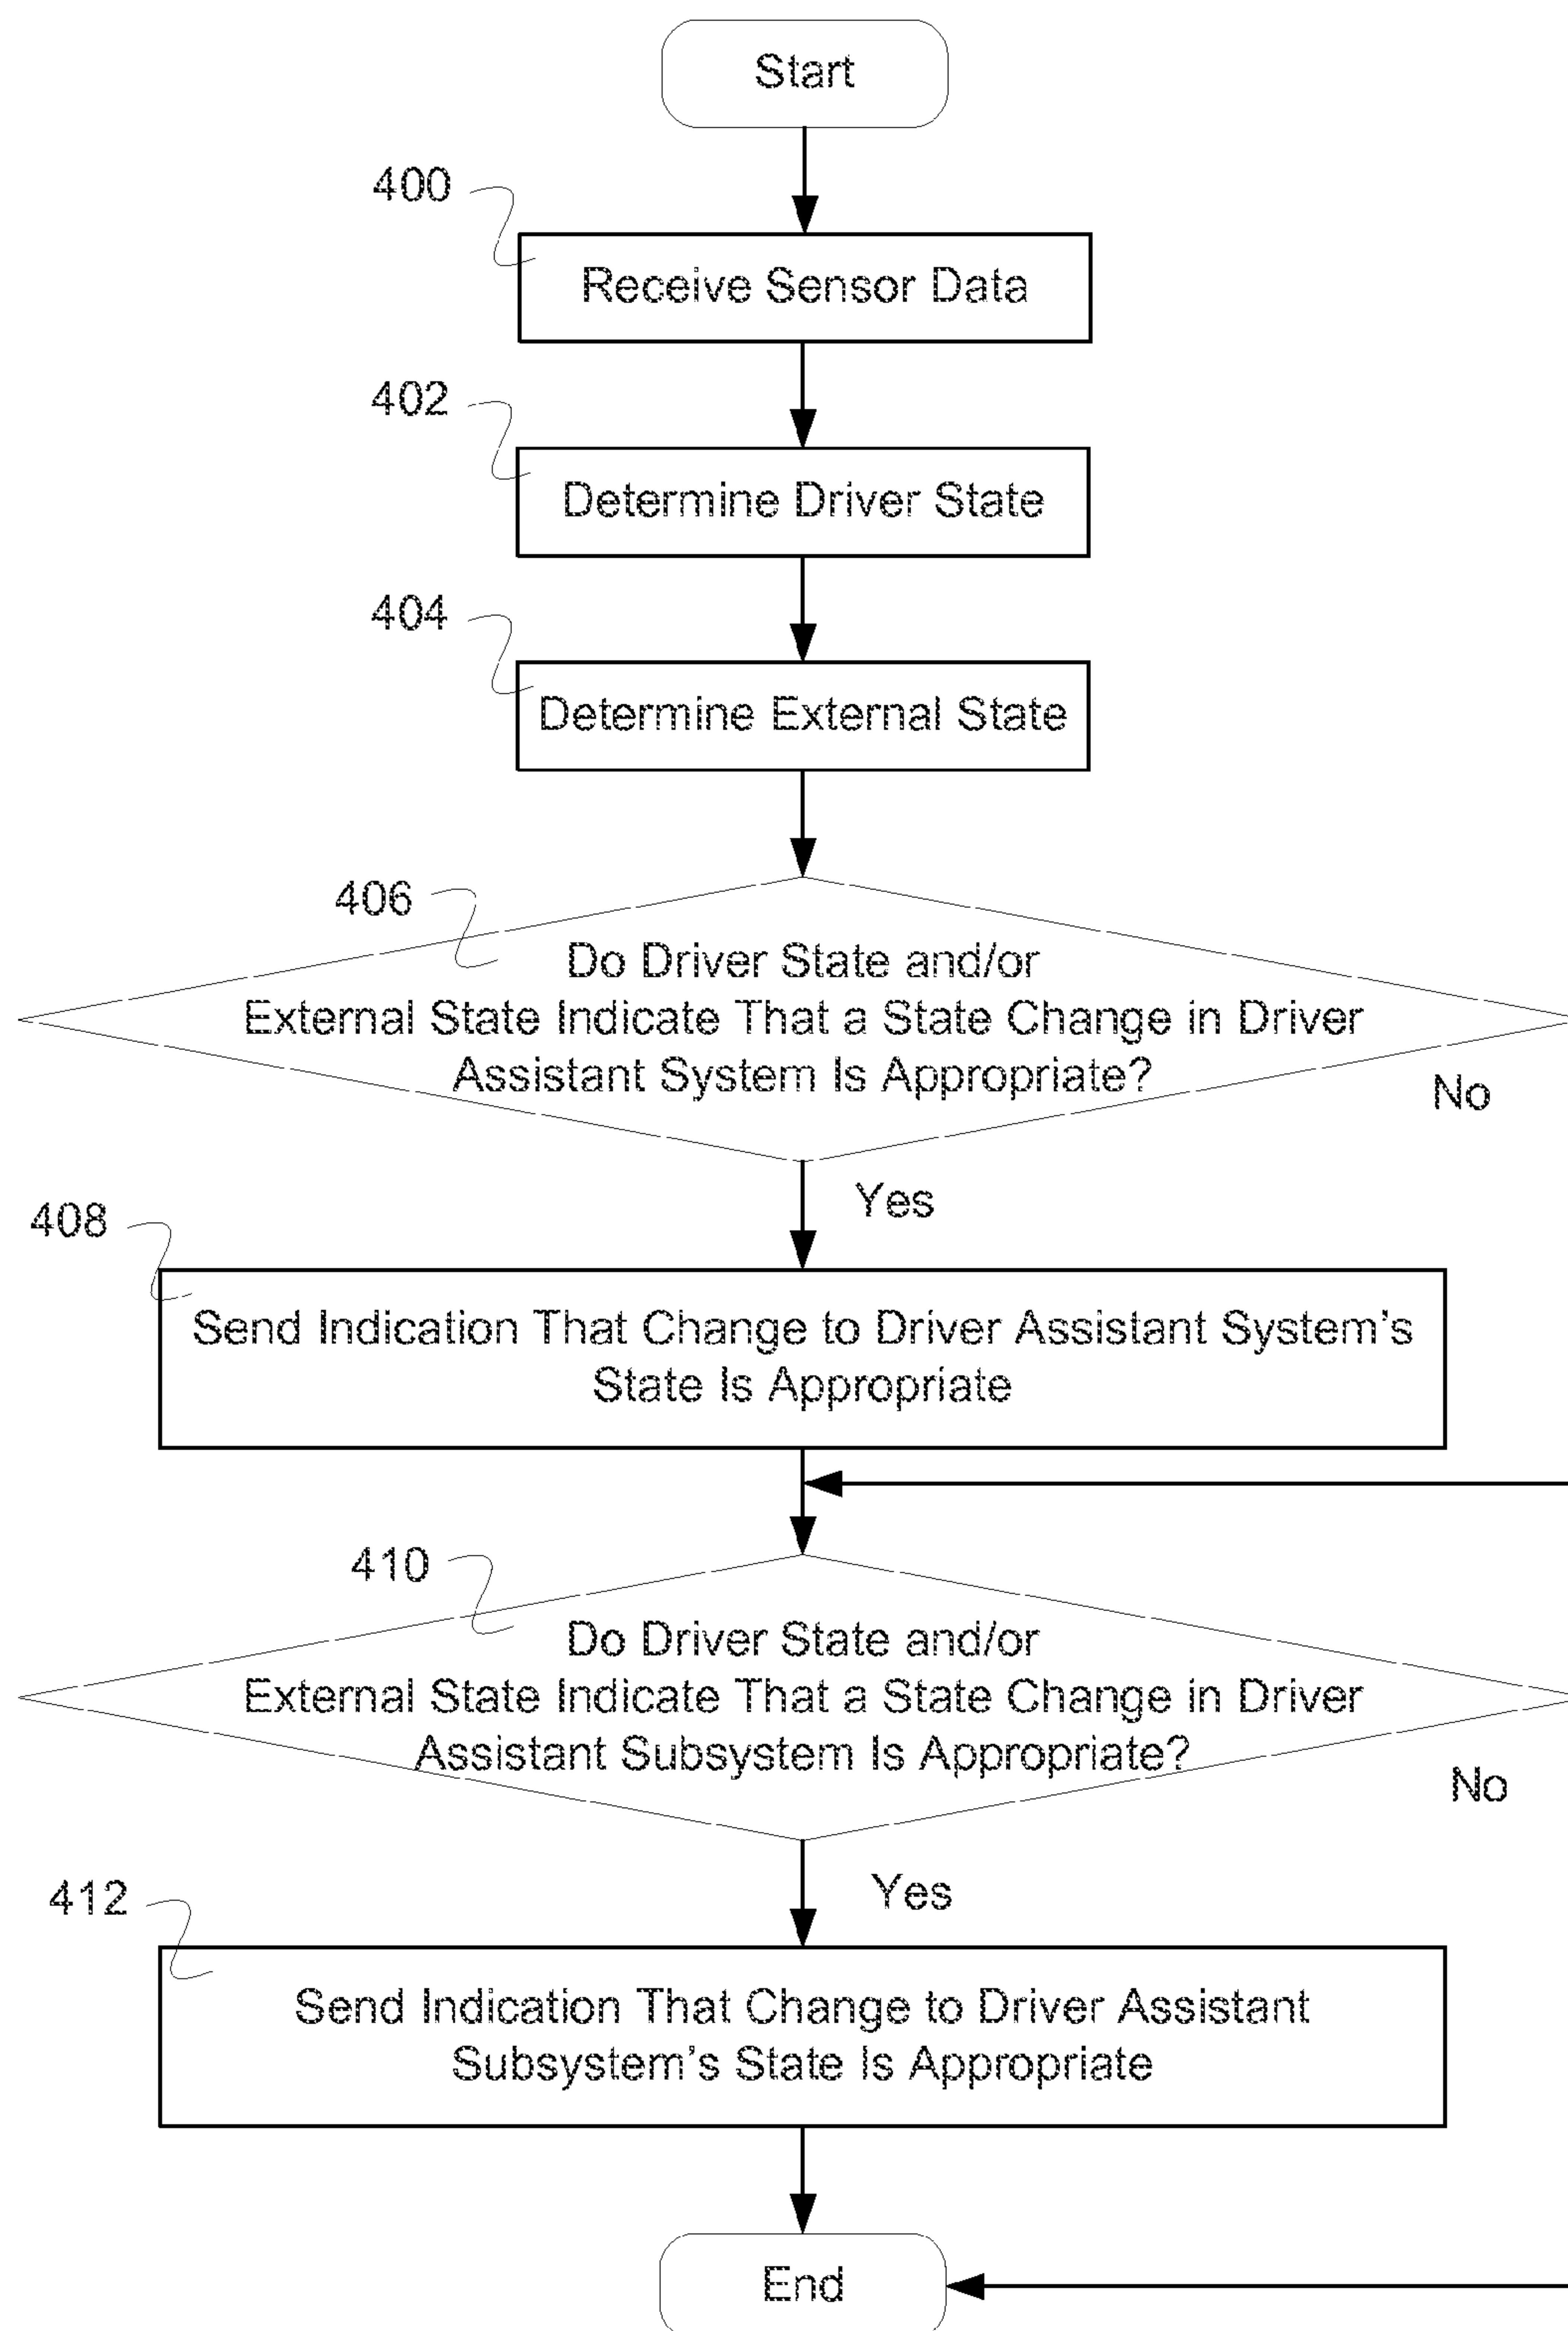 Start
400
Receive Sensor Data
402
Determine Driver State
404
Determine External State
406
Do Driver State and/or
External State Indicate That a State Change in Driver
Assistant System Is Appropriate?
No
Yes
408
Send Indication That Change to Driver Assistant System's
State Is Appropriate
410
Do Driver State and/or
External State Indicate That a State Change in Driver
Assistant Subsystem Is Appropriate?
No
Yes
412
Send Indication That Change to Driver Assistant
Subsystem's State Is Appropriate
End